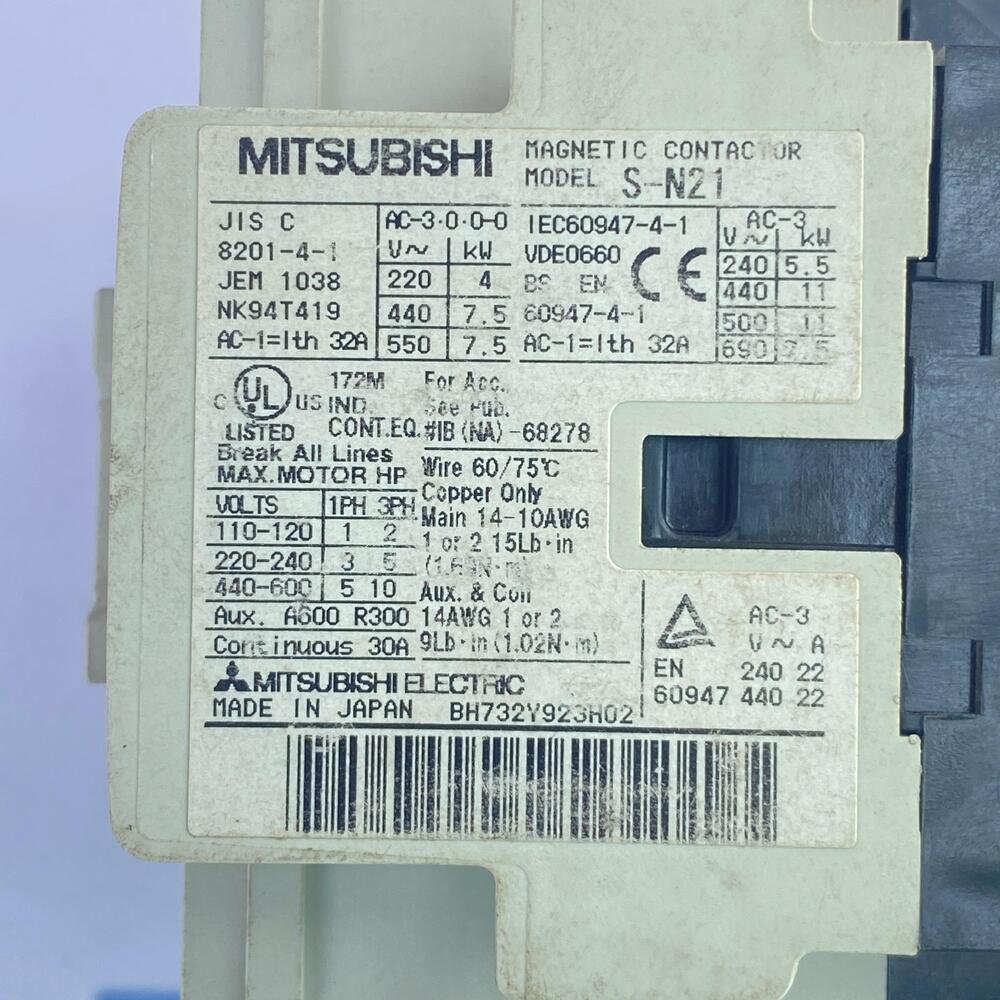 MITSUBISHI
MAGNETIC CONTACTOR
MODEL S-N21
JIS C
8201-4-1
JEM 1038
NK94T419
AC-1=Ith 32A
AC-3·0·0-0
V~ kW
220 4
440 7.5
550 7.5
IEC60947-4-1
VDE0660
BS EN
60947-4-1
AC-1=Ith 32A
CE
AC-3
V~ kW
240 5.5
440 11
500 11
690 7.5
C UL US
LISTED
172M
IND.
CONT.EQ.
For Acc.,
See Pub.
#IB(NA)-68278
Break All Lines
MAX.MOTOR HP
VOLTS 1PH 3PH
110-120 1 2
220-240 3 5
440-600 5 10
Aux. A600 R300
Continuous 30A
Wire 60/75℃
Copper Only
Main 14-10AWG
1 or 2 15Lb·in
Aux. & Coil
14AWG 1 or 2
9Lb·in(1.02N·m)
AC-3
V~ A
EN 240 22
60947 440 22
MITSUBISHI ELECTRIC
MADE IN JAPAN BH732Y923H02